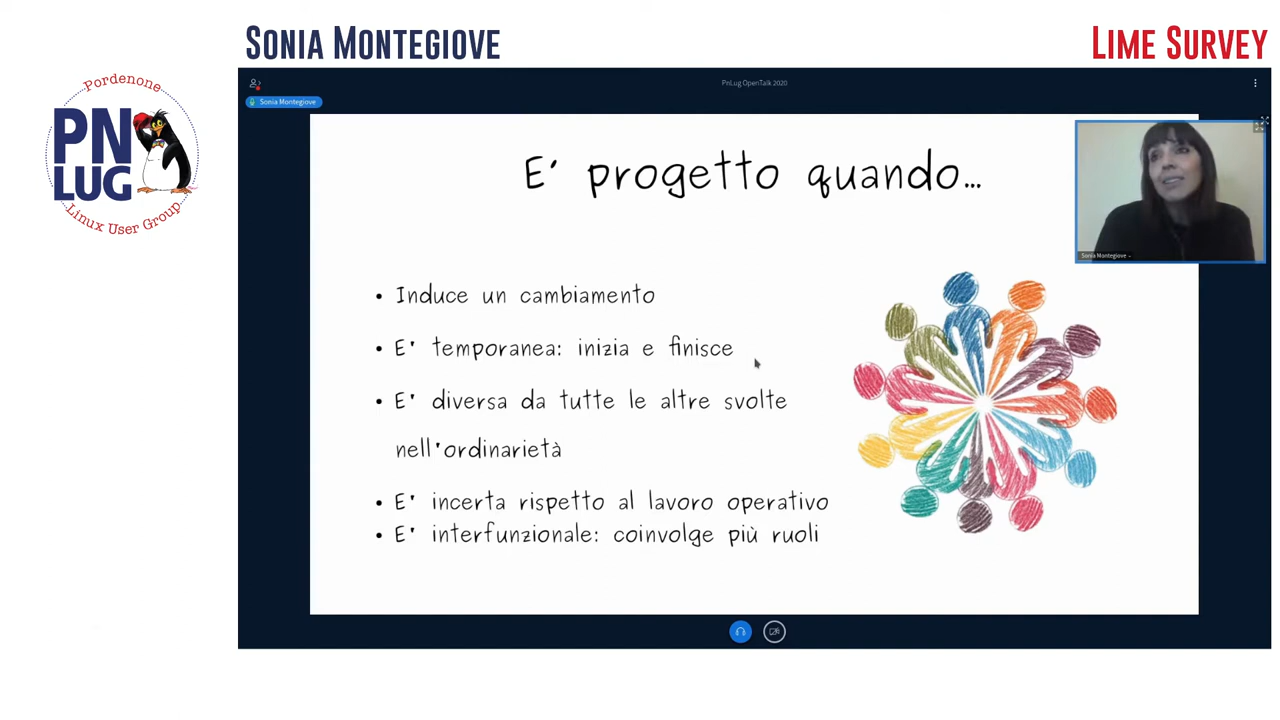 SONIA MONTEGIOVE
LIME SURVEY
Pordenone
PN
LUG
Linux User Group
PnLug OpenTalk 2020
Sonia Montegiove
Sonia Montegiove
E' progetto quando...
• Induce un cambiamento
• E' temporanea: inizia e finisce
• E' diversa da tutte le altre svolte
nell'ordinarietà
• E' incerta rispetto al lavoro operativo
• E' interfunzionale: coinvolge più ruoli